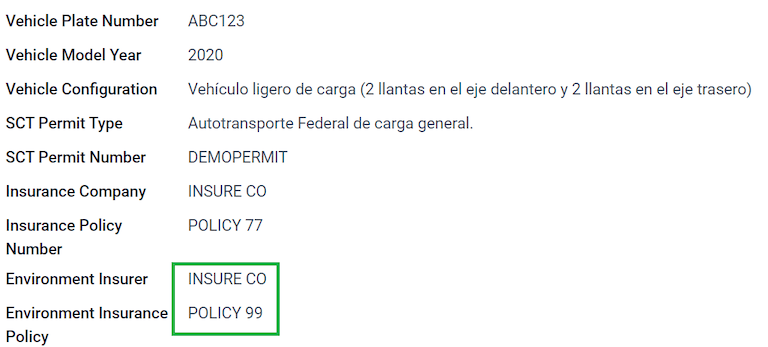 Vehicle Plate Number ABC123
Vehicle Model Year 2020
Vehicle Configuration Vehículo ligero de carga (2 llantas en el eje delantero y 2 llantas en el eje trasero)
SCT Permit Type Autotransporte Federal de carga general.
SCT Permit Number DEMOPERMIT
Insurance Company INSURE CO
Insurance Policy POLICY 77
Number
Environment Insurer INSURE CO
Environment Insurance POLICY 99
Policy